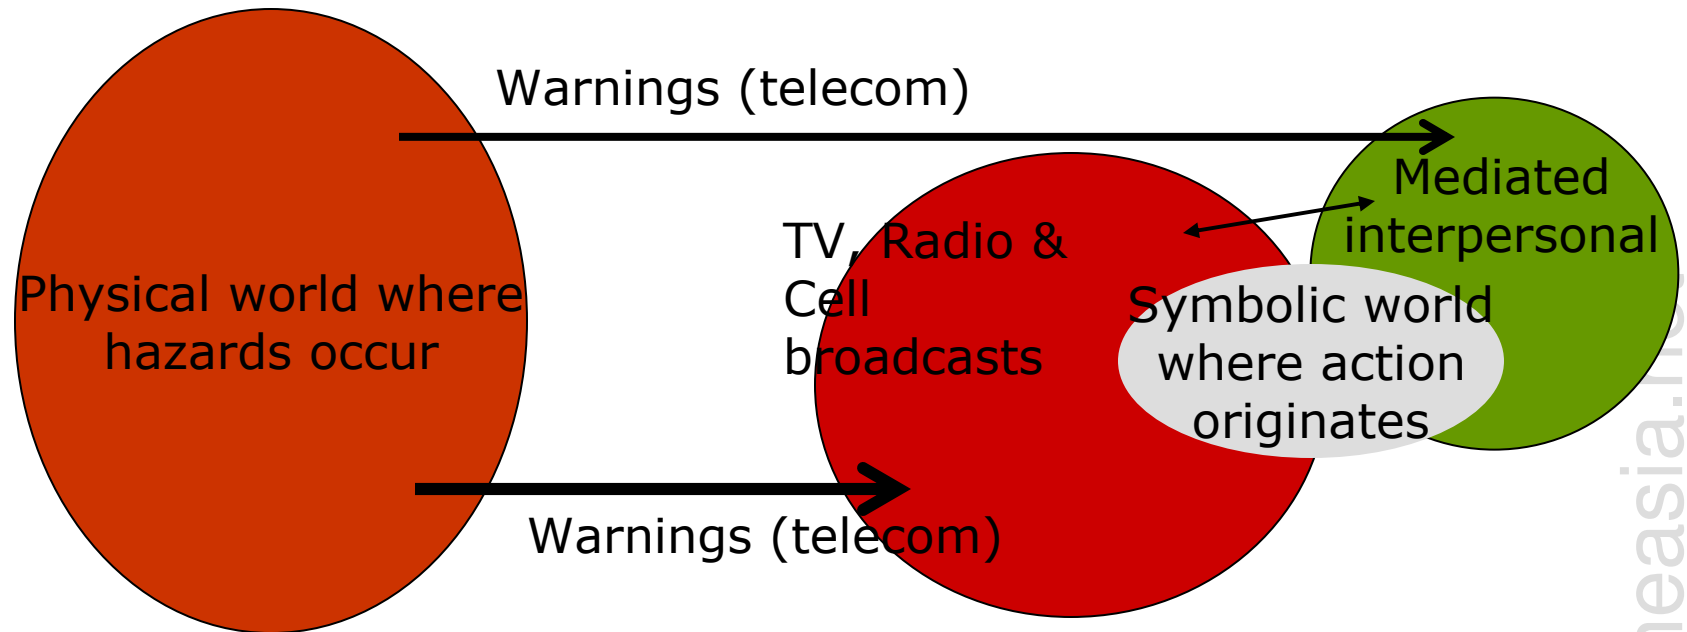 Warnings (telecom)
Mediated
interpersonal
TV, Radio &
Cell
broadcasts
Physical world where
hazards occur
Symbolic world
where action
originates
Warnings (telecom)